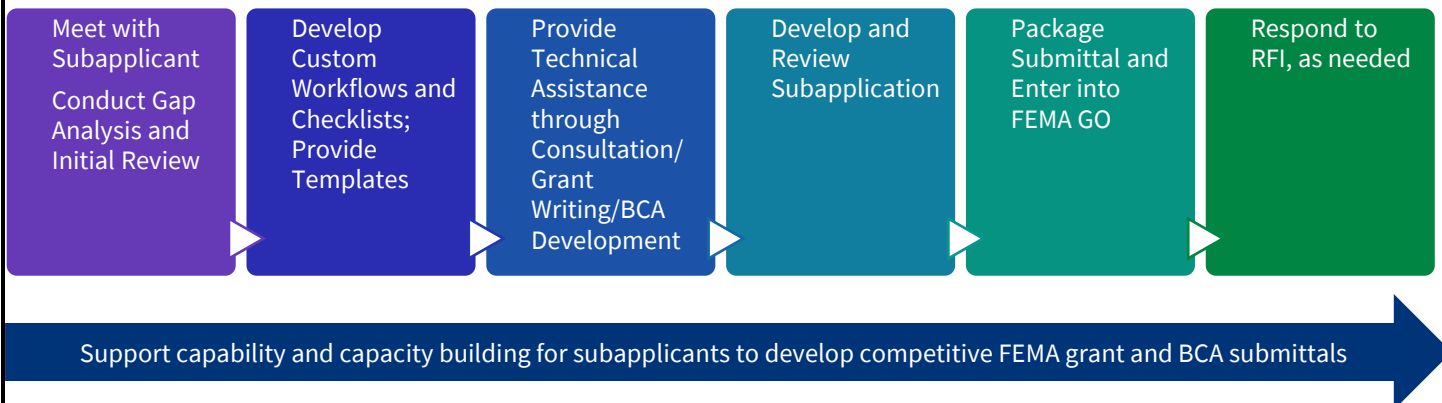 Meet with
Subapplicant
Conduct Gap
Analysis and
Initial Review
Develop
Custom
Workflows and
Checklists;
Provide
Templates
Provide
Technical
Assistance
through
Consultation/
Grant
Writing/BCA
Development
Develop and
Review
Subapplication
Package
Submittal and
Enter into
FEMA GO
Respond to
RFI, as needed
Support capability and capacity building for subapplicants to develop competitive FEMA grant and BCA submittals